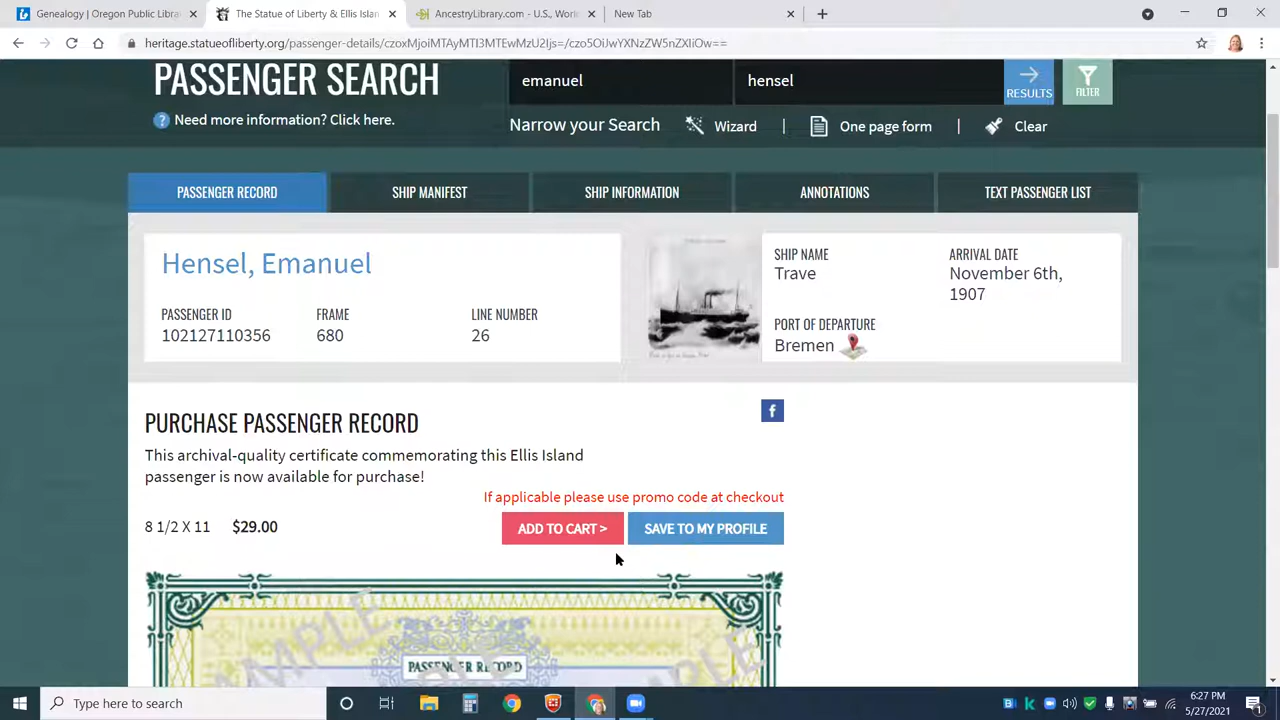 Genealogy | Oregon Public Libra
The Statue of Liberty & Ellis Islan
AncestryLibrary.com - U.S., World
New Tab
heritage.statueofliberty.org/passenger-details/czoxMjoiMTAyMTI3MTEwMzU2Ijs=/czo5OiJwYXNzZW5nZXIiOw==
PASSENGER SEARCH
emanuel
hensel
RESULTS
FILTER
? Need more information? Click here.
Narrow your Search
Wizard
|
One page form
|
Clear
PASSENGER RECORD
SHIP MANIFEST
SHIP INFORMATION
ANNOTATIONS
TEXT PASSENGER LIST
Hensel, Emanuel
PASSENGER ID
FRAME
LINE NUMBER
102127110356
680
26
SHIP NAME
Trave
ARRIVAL DATE
November 6th,
1907
PORT OF DEPARTURE
Bremen
PURCHASE PASSENGER RECORD
f
This archival-quality certificate commemorating this Ellis Island
passenger is now available for purchase!
If applicable please use promo code at checkout
8 1/2 X 11 $29.00
ADD TO CART >
SAVE TO MY PROFILE
SAMPLE
PASSENGER RECORD
Type here to search
6:27 PM
5/27/2021